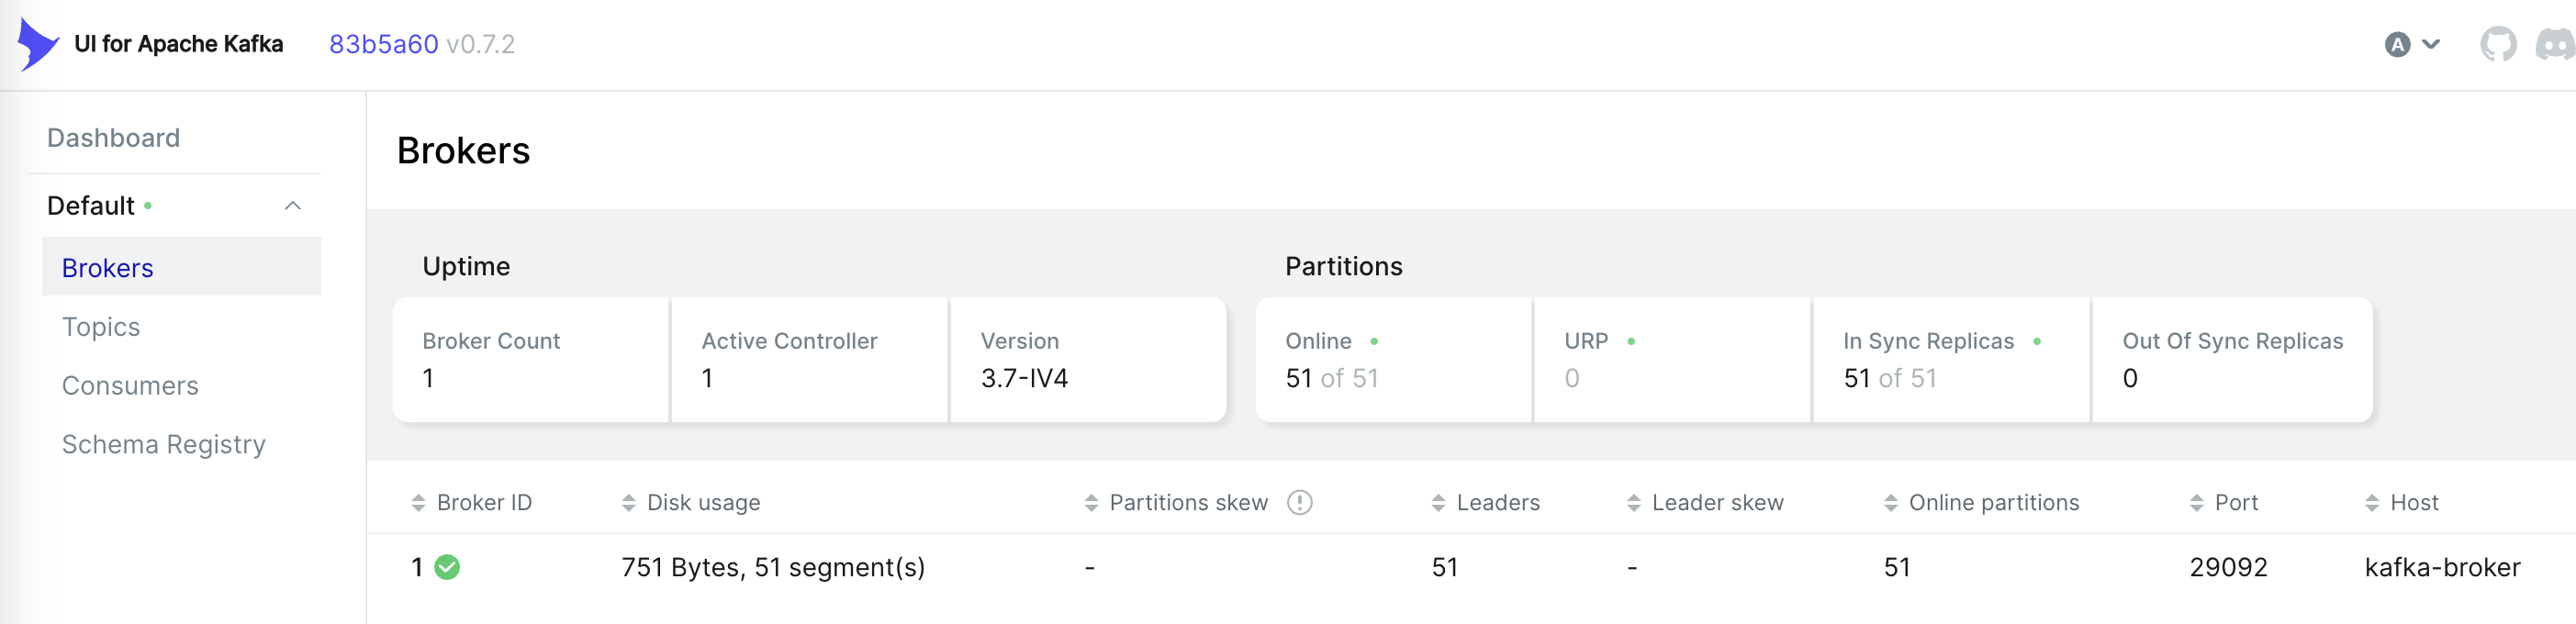 UI for Apache Kafka 83b5a60 v0.7.2 A
Dashboard
Default
Brokers
Topics
Consumers
Schema Registry
Brokers
Uptime
Broker Count
1
Active Controller
1
Version
3.7-IV4
Partitions
Online
51 of 51
URP
0
In Sync Replicas
51 of 51
Out Of Sync Replicas
0
Broker ID Disk usage Partitions skew Leaders Leader skew Online partitions Port Host
1 751 Bytes, 51 segment(s) - 51 - 51 29092 kafka-broker